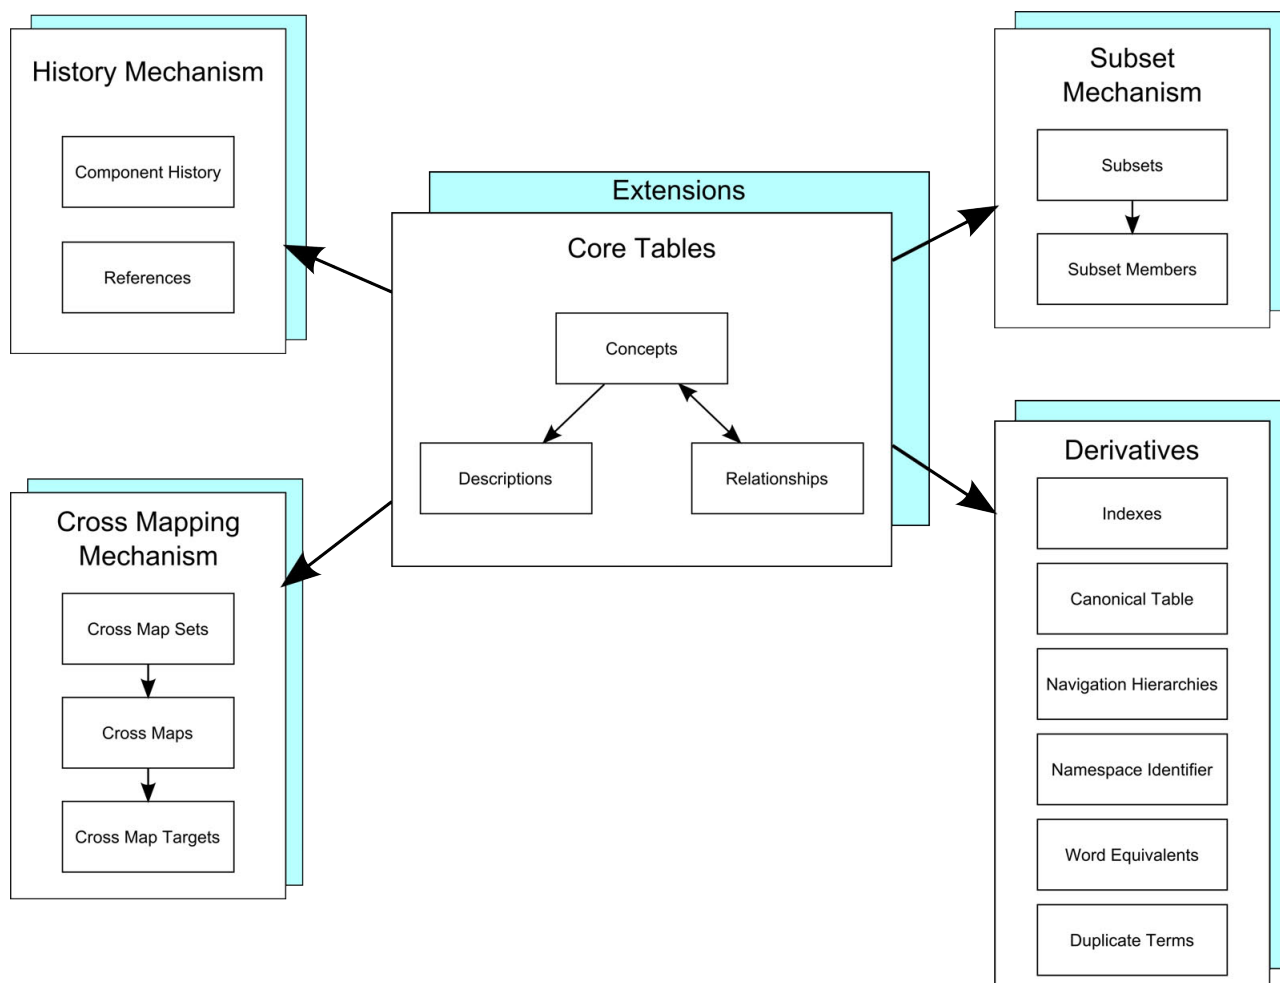 History Mechanism
Component History
References
Extensions
Core Tables
Concepts
Descriptions
Relationships
Subset
Mechanism
Subsets
Subset Members
Cross Mapping
Mechanism
Cross Map Sets
Cross Maps
Cross Map Targets
Derivatives
Indexes
Canonical Table
Navigation Hierarchies
Namespace Identifier
Word Equivalents
Duplicate Terms